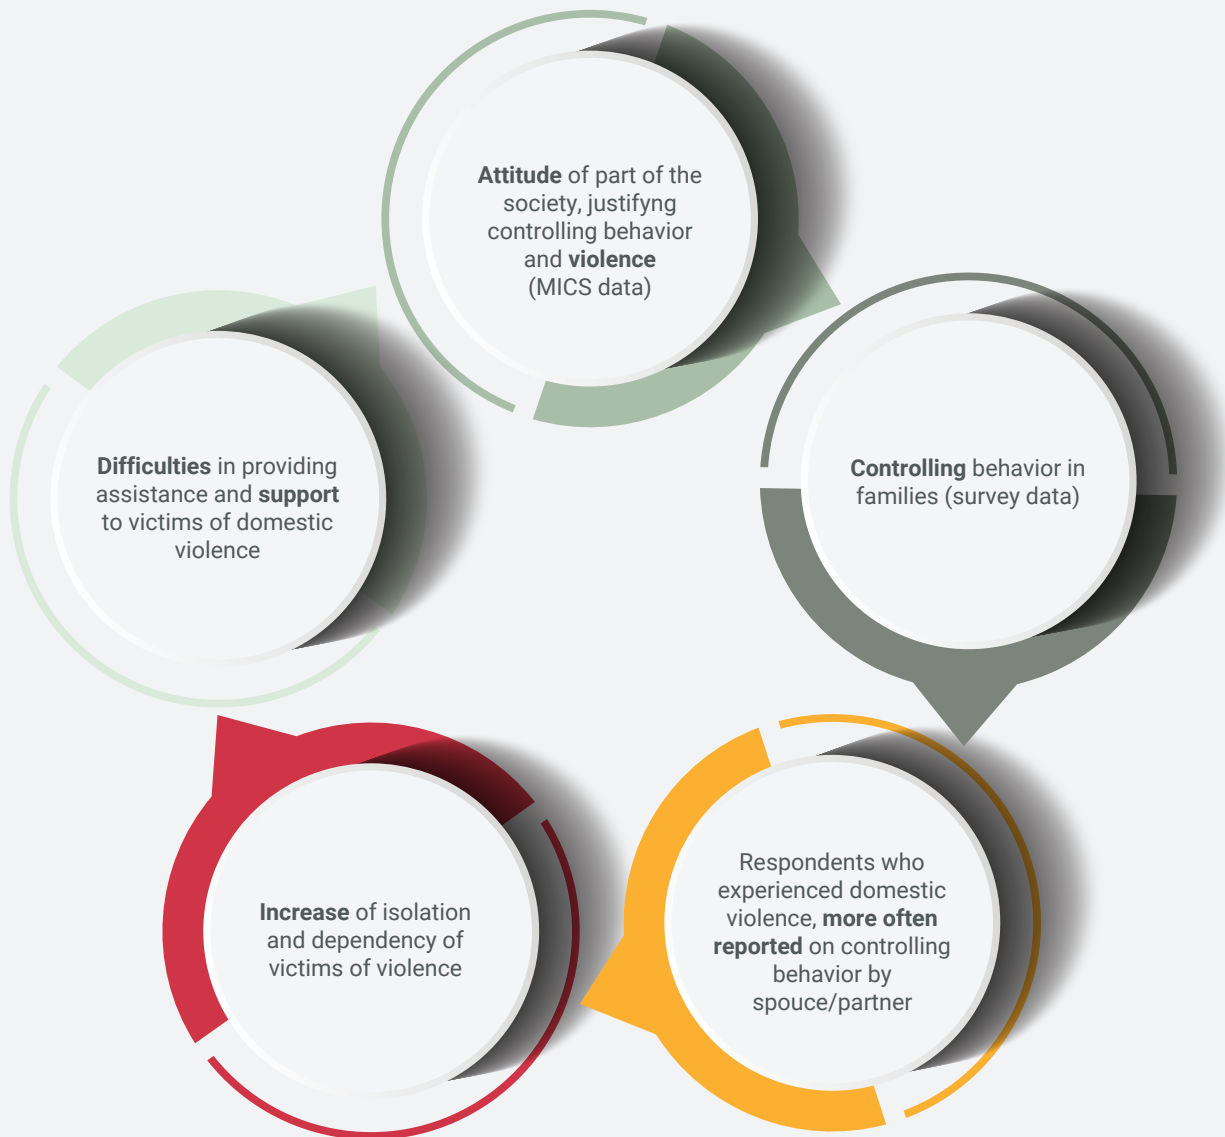 Attitude of part of the
society, justifyng
controlling behavior
and violence
(MICS data)
Controlling behavior in
families (survey data)
Respondents who
experienced domestic
violence, more often
reported on controlling
behavior by
spouce/partner
Increase of isolation
and dependency of
victims of violence
Difficulties in providing
assistance and support
to victims of domestic
violence